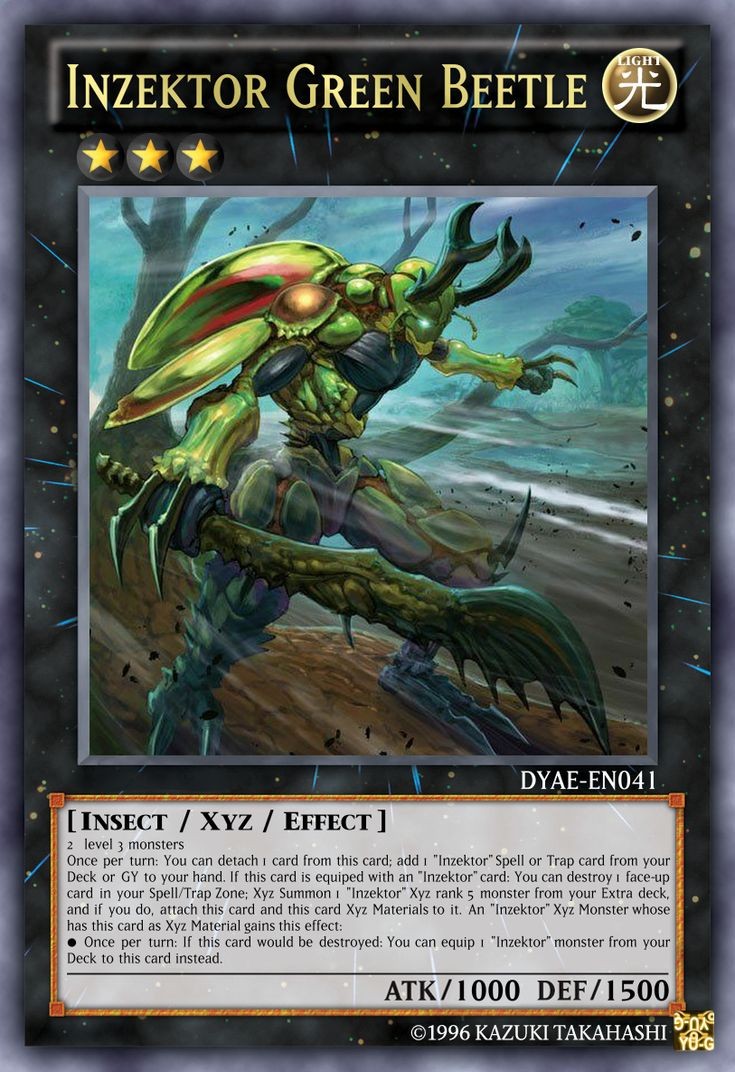 INZEKTOR GREEN BEETLE
LIGHT
光
DYAE-EN041
[ INSECT / XYZ / EFFECT ]
2 level 3 monsters
Once per turn: You can detach 1 card from this card; add 1 "Inzektor" Spell or Trap card from your
Deck or GY to your hand. If this card is equiped with an "Inzektor" card: You can destroy 1 face-up
card in your Spell/Trap Zone; Xyz Summon 1 "Inzektor" Xyz rank 5 monster from your Extra deck,
and if you do, attach this card and this card Xyz Materials to it. An "Inzektor" Xyz Monster whose
has this card as Xyz Material gains this effect:
● Once per turn: If this card would be destroyed: You can equip 1 "Inzektor" monster from your
Deck to this card instead.
ATK/1000 DEF/1500
©1996 KAZUKI TAKAHASHI